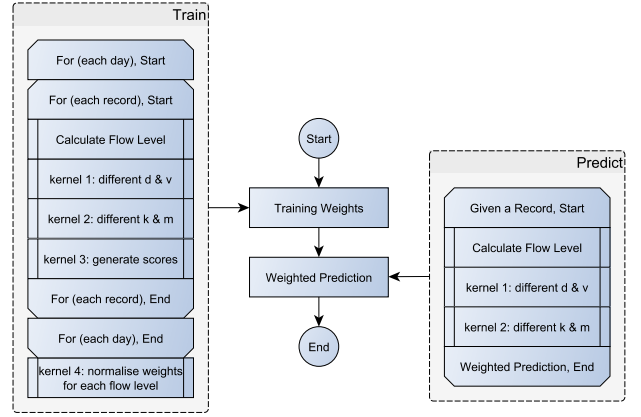 Train
For (each day), Start
For (each record), Start
Calculate Flow Level
kernel 1: different d & v
kernel 2: different k & m
kernel 3: generate scores
For (each record), End
For (each day), End
kernel 4: normalise weights
for each flow level
Start
Training Weights
Weighted Prediction
End
Predict
Given a Record, Start
Calculate Flow Level
kernel 1: different d & v
kernel 2: different k & m
Weighted Prediction, End